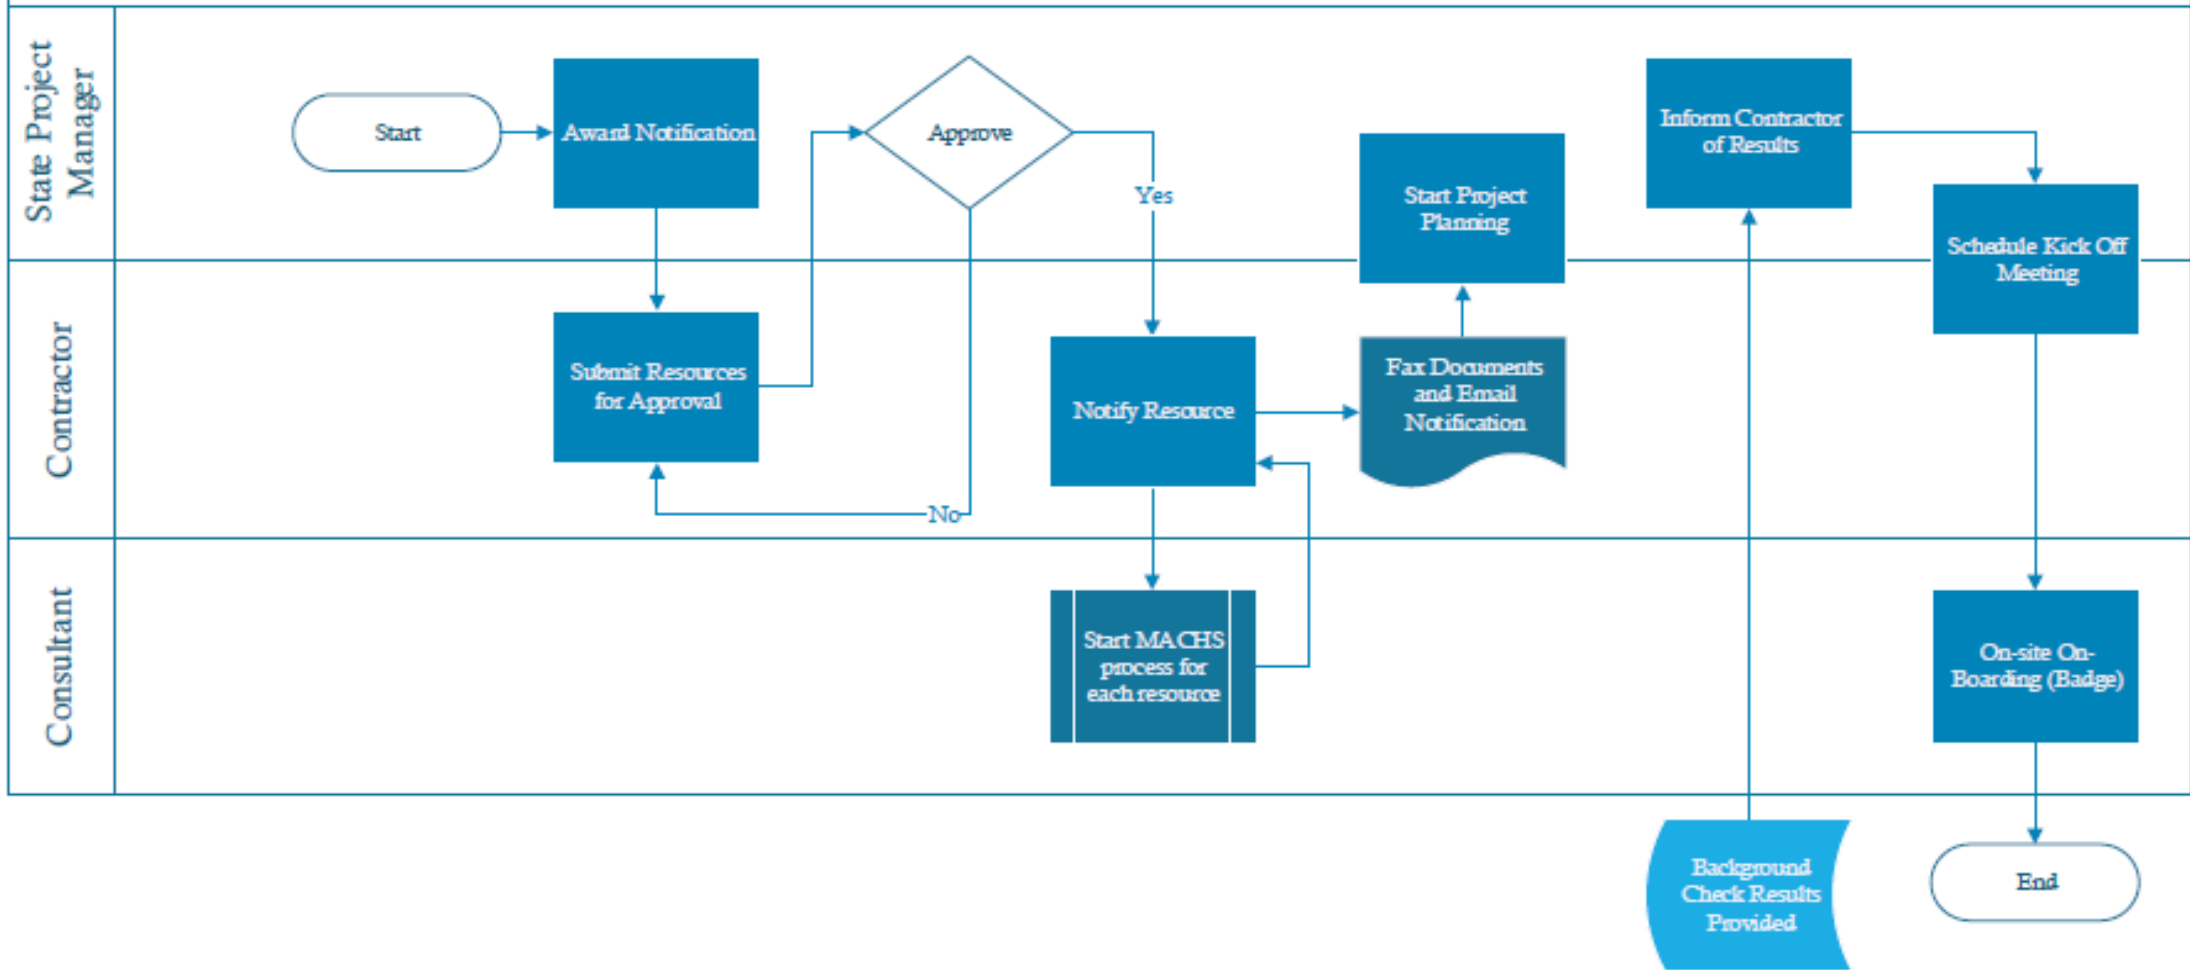 State Project
Manager
Start
Award Notification
Approve
Yes
Start Project
Planning
Inform Contractor
of Results
Schedule Kick Off
Meeting
Contractor
Submit Resources
for Approval
No
Notify Resource
Fax Documents
and Email
Notification
Consultant
Start MACHS
process for
each resource
On-site On-
Boarding (Badge)
Background
Check Results
Provided
End